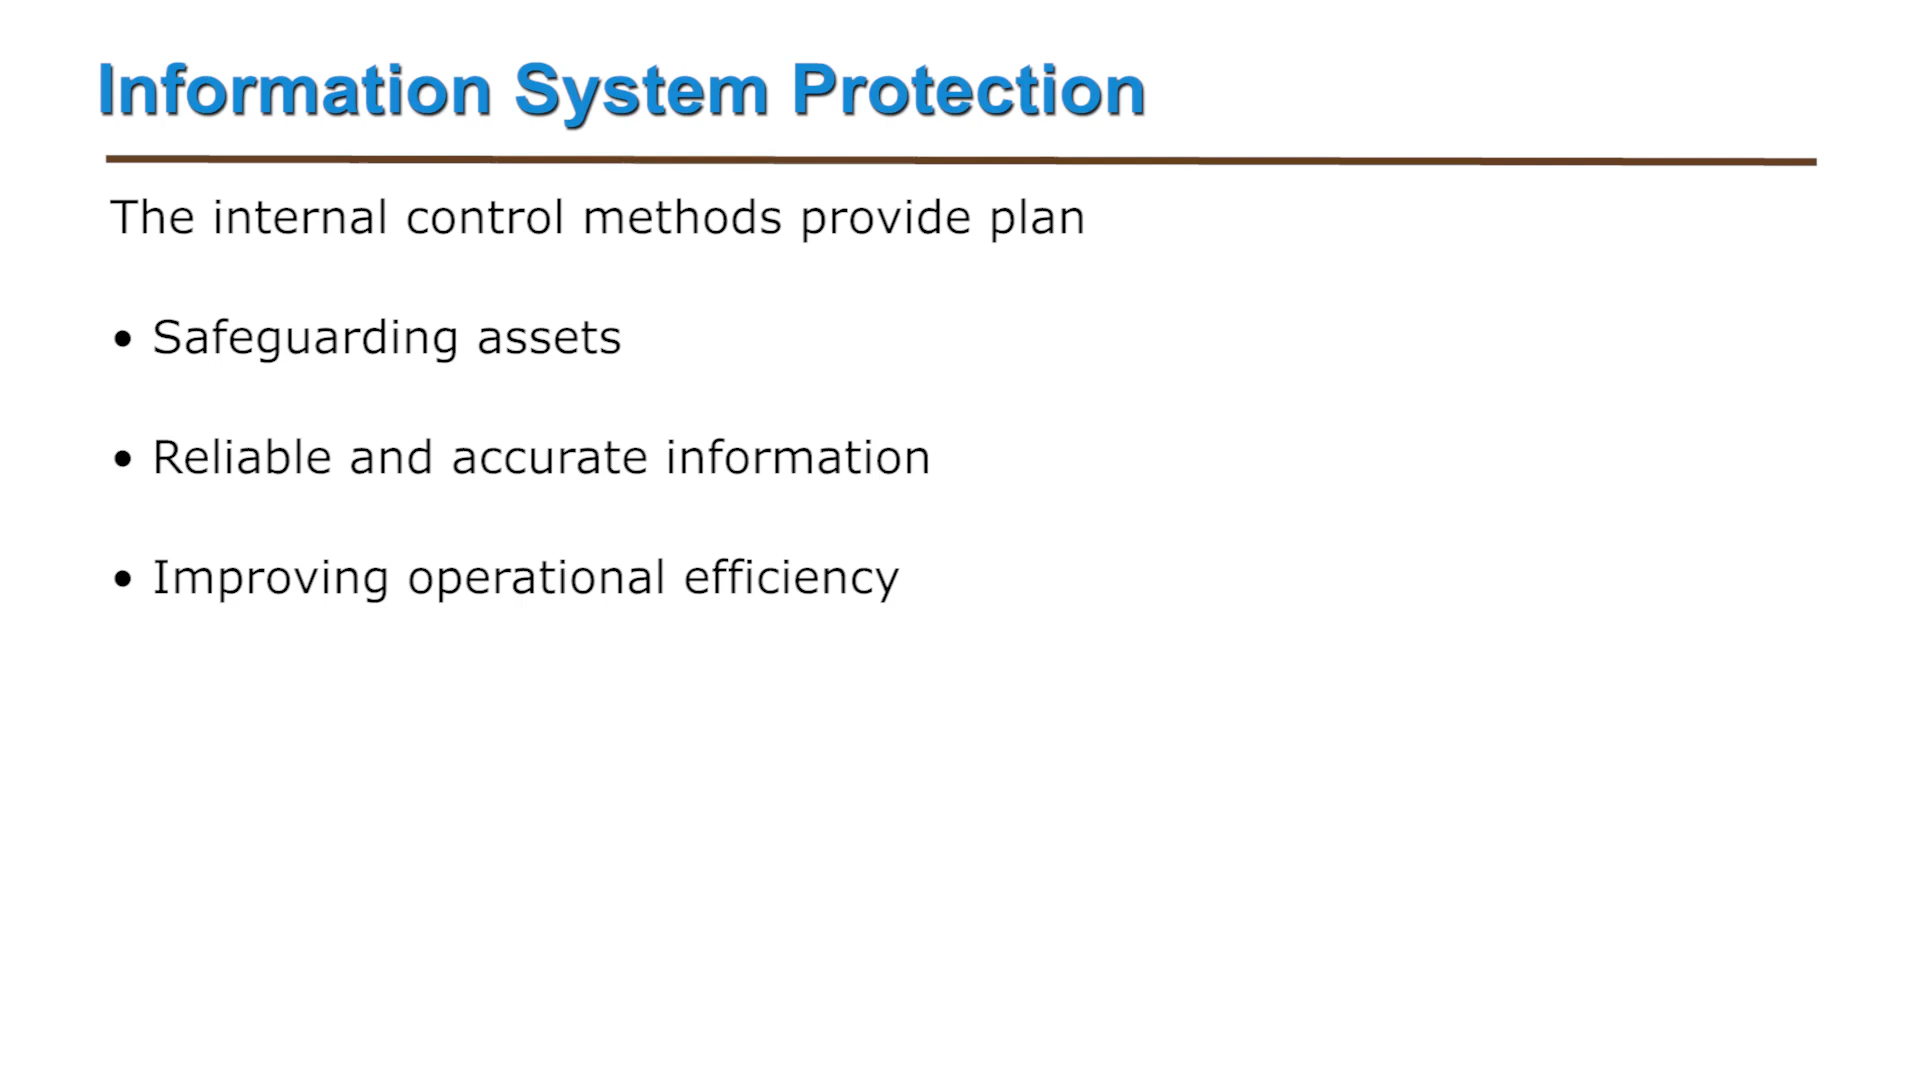 Information System Protection
The internal control methods provide plan
• Safeguarding assets
• Reliable and accurate information
• Improving operational efficiency